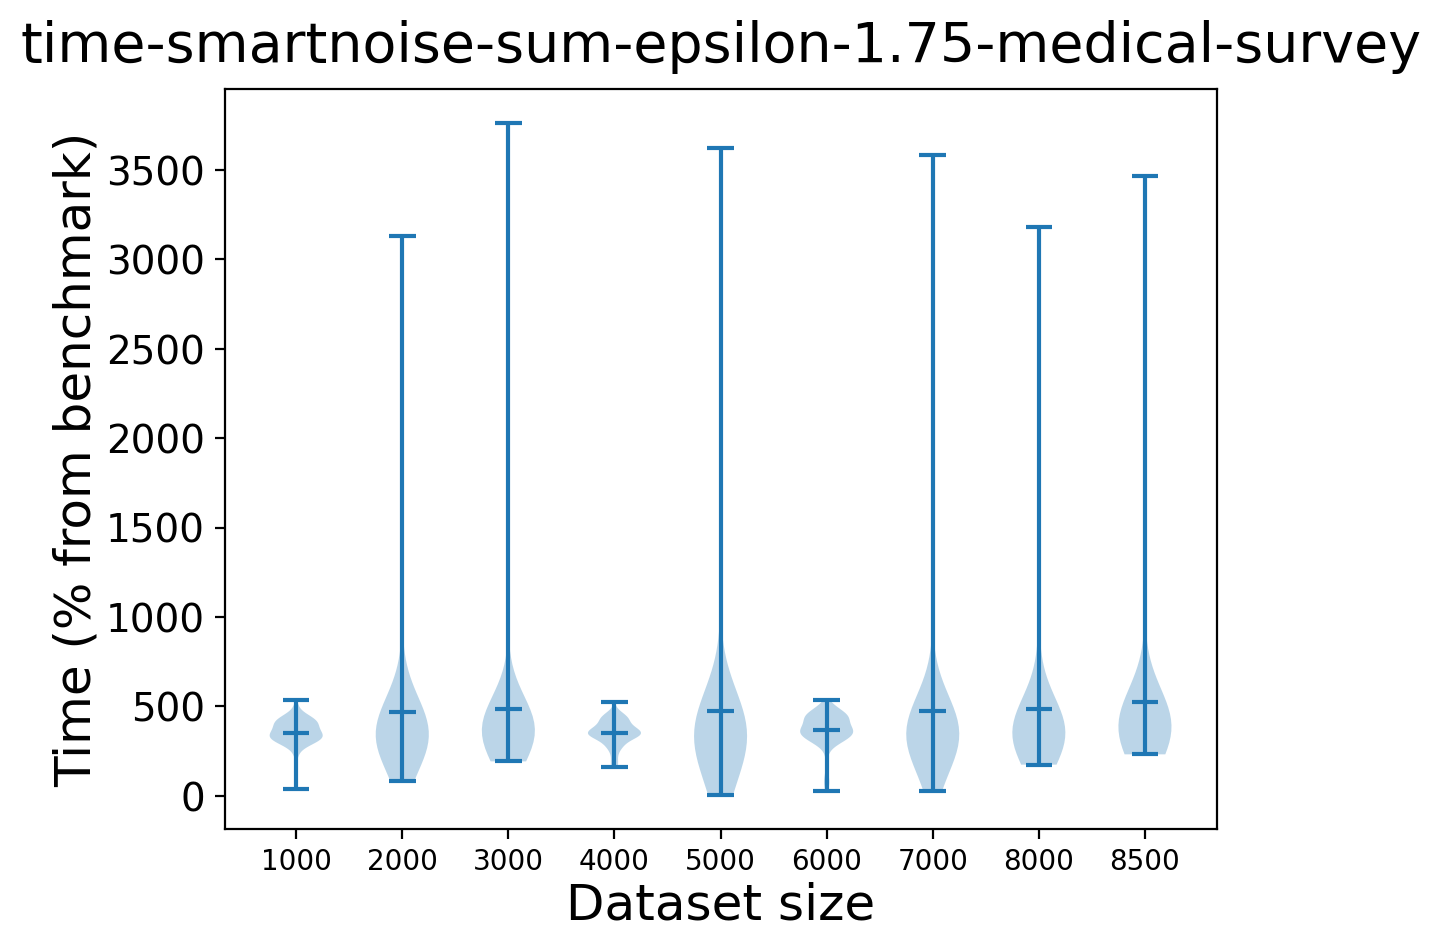 time-smartnoise-sum-epsilon-1.75-medical-survey
Time (% from benchmark)
3500
3000
2500
2000
1500
1000
500
0
1000 2000 3000 4000 5000 6000 7000 8000 8500
Dataset size